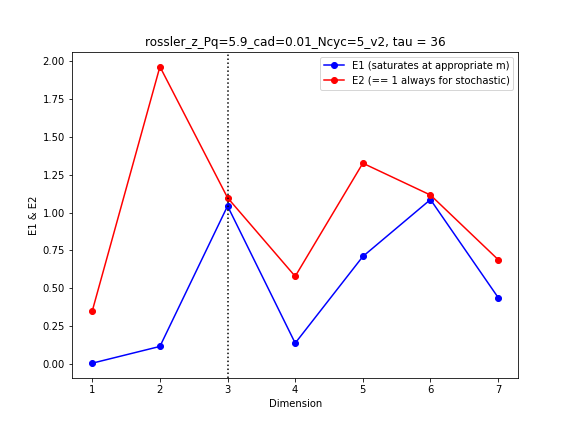 rossler_z_Pq=5.9_cad=0.01_Ncyc=5_v2, tau = 36
E1 (saturates at appropriate m)
E2 (== 1 always for stochastic)
2.00
1.75
1.50
1.25
1.00
0.75
0.50
0.25
0.00
E1 & E2
1 2 3 4 5 6 7
Dimension